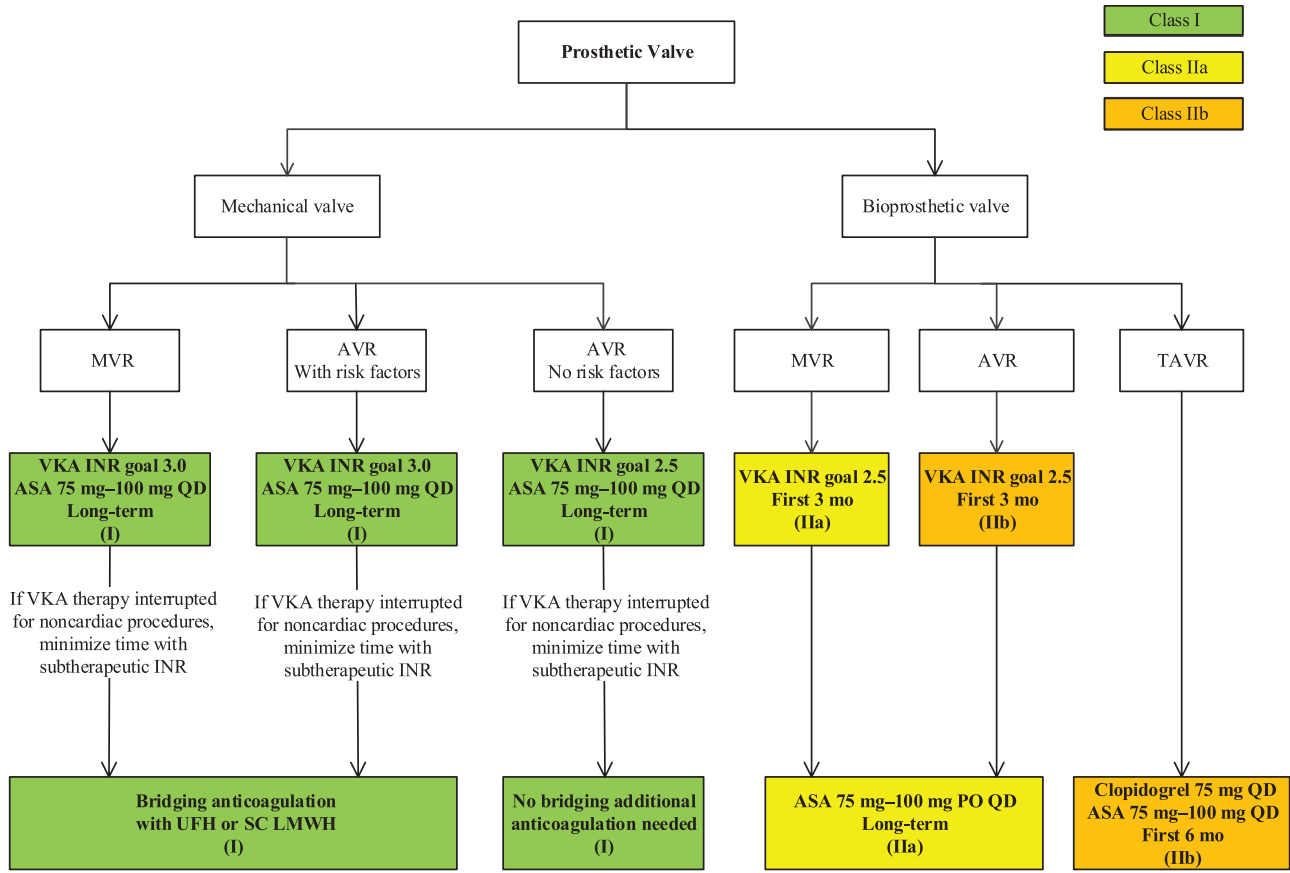 Prosthetic Valve
Class I
Class IIa
Class IIb
Mechanical valve
Bioprosthetic valve
MVR
AVR
With risk factors
AVR
No risk factors
MVR
AVR
TAVR
VKA INR goal 3.0
ASA 75 mg–100 mg QD
Long-term
(I)
VKA INR goal 3.0
ASA 75 mg–100 mg QD
Long-term
(I)
VKA INR goal 2.5
ASA 75 mg–100 mg QD
Long-term
(I)
VKA INR goal 2.5
First 3 mo
(IIa)
VKA INR goal 2.5
First 3 mo
(IIb)
If VKA therapy interrupted
for noncardiac procedures,
minimize time with
subtherapeutic INR
If VKA therapy interrupted
for noncardiac procedures,
minimize time with
subtherapeutic INR
If VKA therapy interrupted
for noncardiac procedures,
minimize time with
subtherapeutic INR
Bridging anticoagulation
with UFH or SC LMWH
(I)
No bridging additional
anticoagulation needed
(I)
ASA 75 mg–100 mg PO QD
Long-term
(IIa)
Clopidogrel 75 mg QD
ASA 75 mg–100 mg QD
First 6 mo
(IIb)